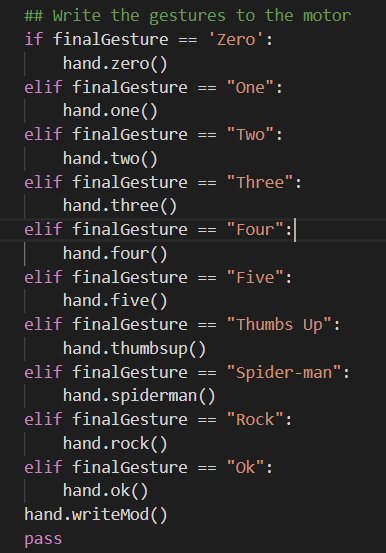 ## Write the gestures to the motor
if finalGesture == 'Zero':
    hand.zero()
elif finalGesture == "One":
    hand.one()
elif finalGesture == "Two":
    hand.two()
elif finalGesture == "Three":
    hand.three()
elif finalGesture == "Four":
    hand.four()
elif finalGesture == "Five":
    hand.five()
elif finalGesture == "Thumbs Up":
    hand.thumbsup()
elif finalGesture == "Spider-man":
    hand.spiderman()
elif finalGesture == "Rock":
    hand.rock()
elif finalGesture == "Ok":
    hand.ok()
hand.writeMod()
pass